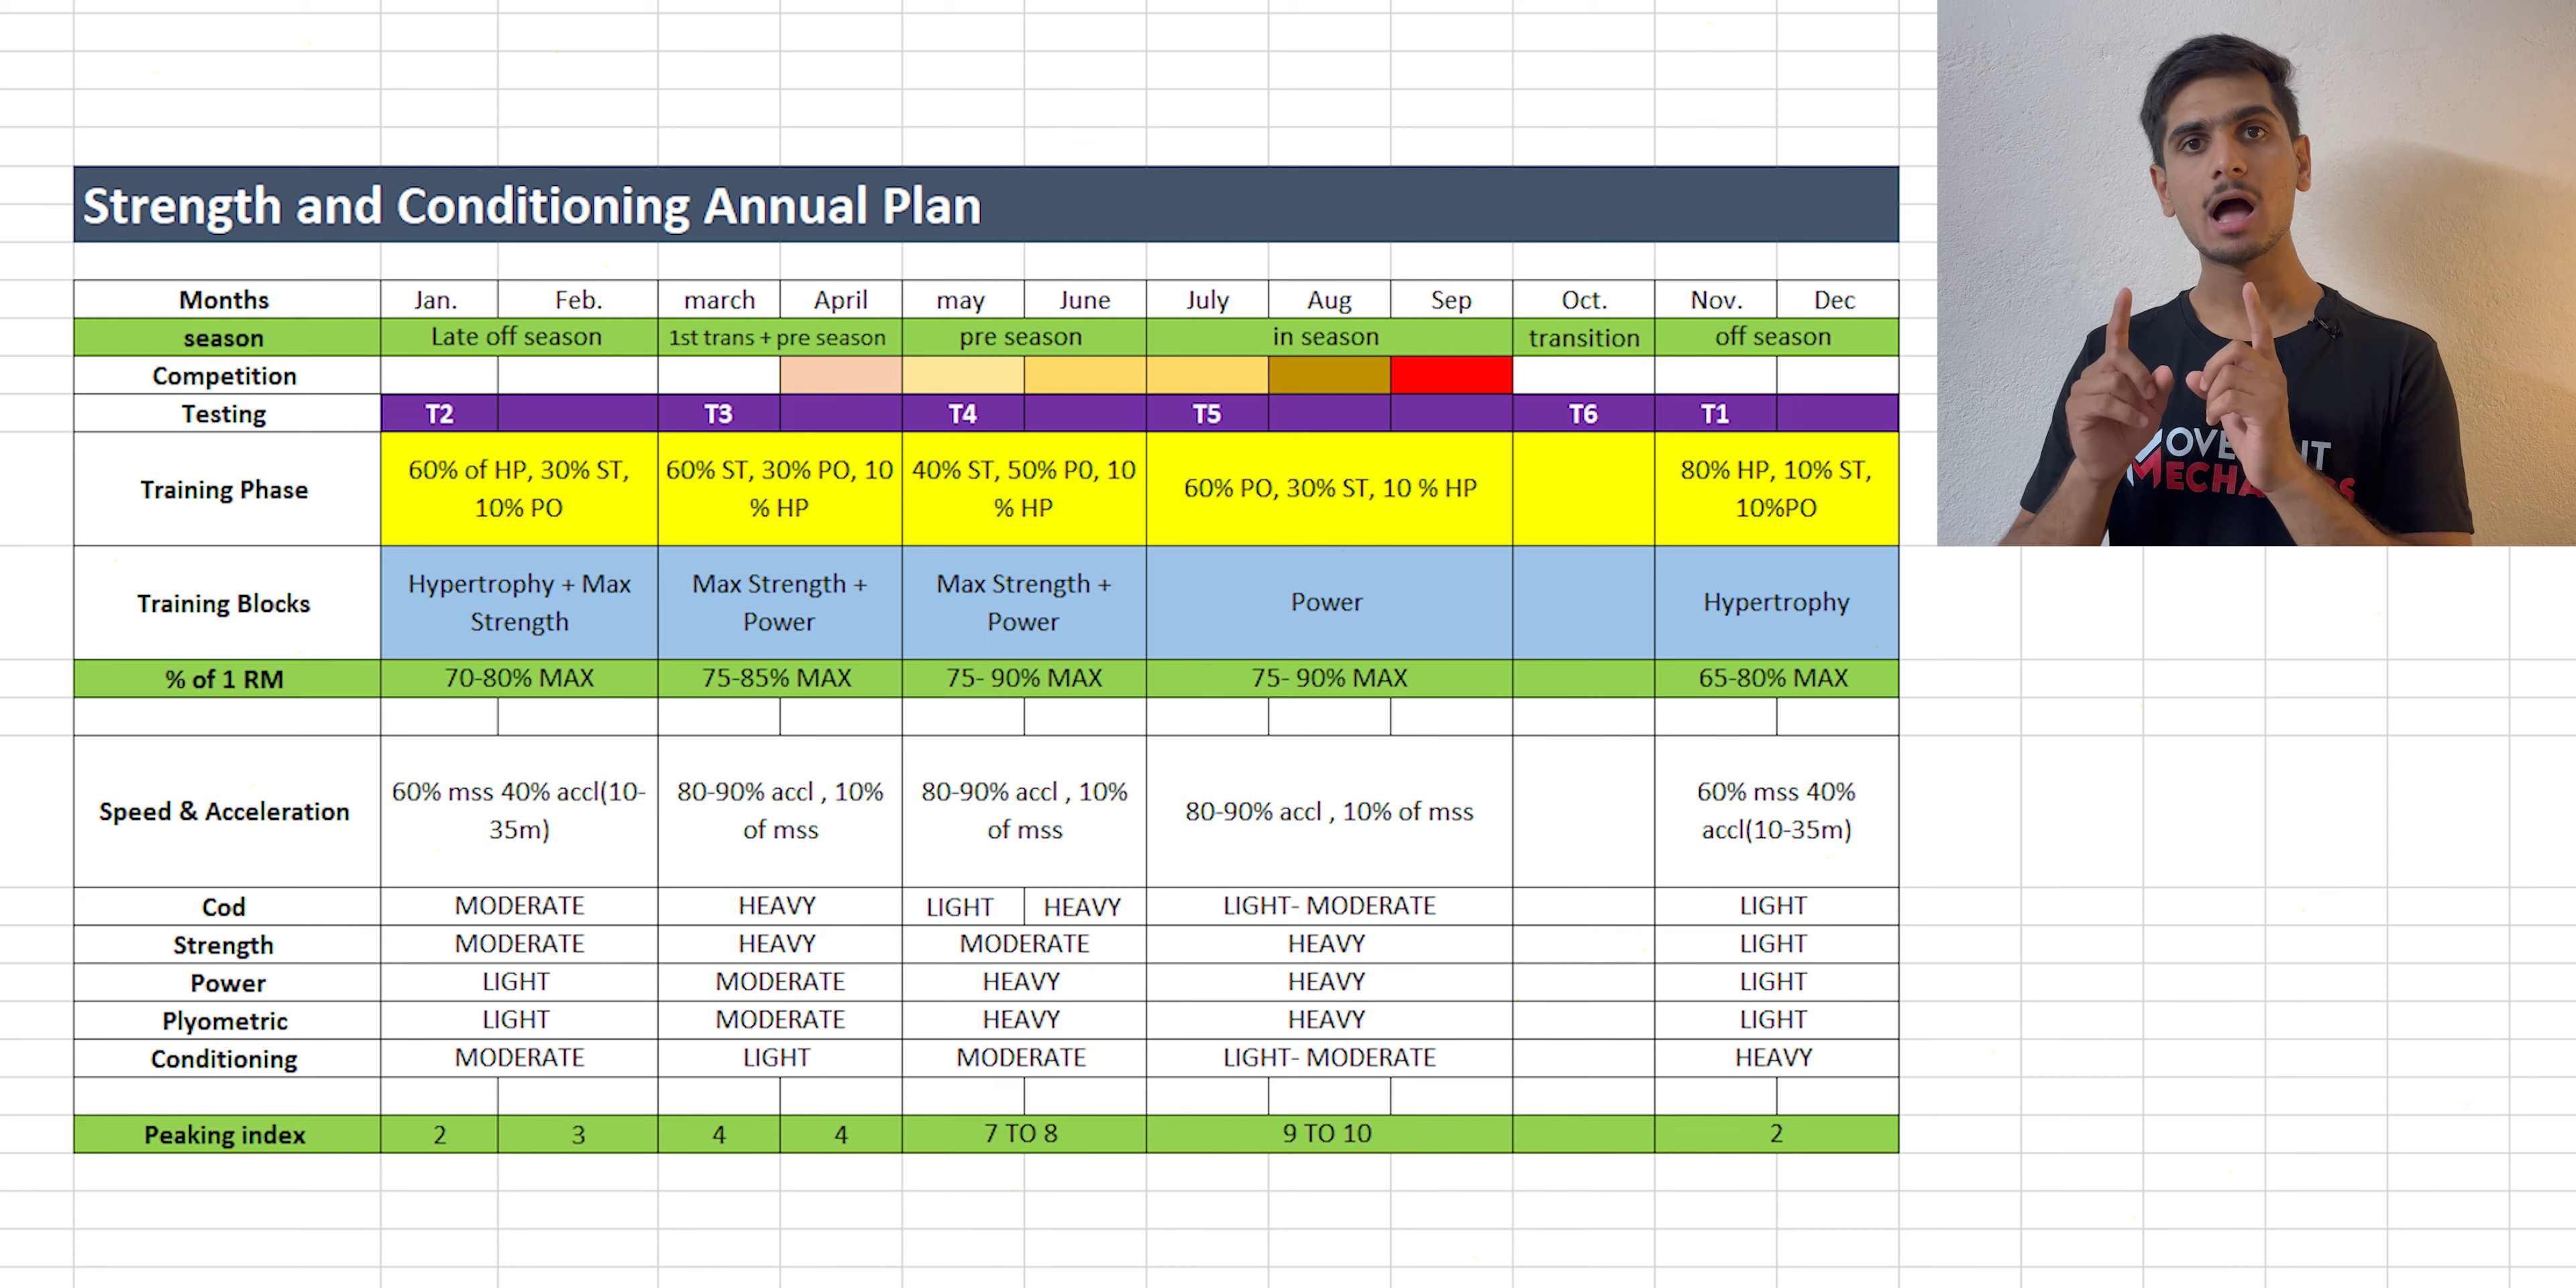 Strength and Conditioning Annual Plan
Months Jan. Feb. march April may June July Aug Sep Oct. Nov. Dec
season Late off season 1st trans + pre season pre season in season transition off season
Competition
Testing T2 T3 T4 T5 T6 T1
Training Phase 60% of HP, 30% ST, 10% PO 60% ST, 30% PO, 10 % HP 40% ST, 50% P0, 10 % HP 60% PO, 30% ST, 10 % HP 80% HP, 10% ST, 10%PO
Training Blocks Hypertrophy + Max Strength Max Strength + Power Max Strength + Power Power Hypertrophy
% of 1 RM 70-80% MAX 75-85% MAX 75- 90% MAX 75- 90% MAX 65-80% MAX
Speed & Acceleration 60% mss 40% accl(10-35m) 80-90% accl , 10% of mss 80-90% accl , 10% of mss 80-90% accl , 10% of mss 60% mss 40% accl(10-35m)
Cod MODERATE HEAVY LIGHT HEAVY LIGHT- MODERATE LIGHT
Strength MODERATE HEAVY MODERATE HEAVY LIGHT
Power LIGHT MODERATE HEAVY HEAVY LIGHT
Plyometric LIGHT MODERATE HEAVY HEAVY LIGHT
Conditioning MODERATE LIGHT MODERATE LIGHT- MODERATE HEAVY
Peaking index 2 3 4 4 7 TO 8 9 TO 10 2